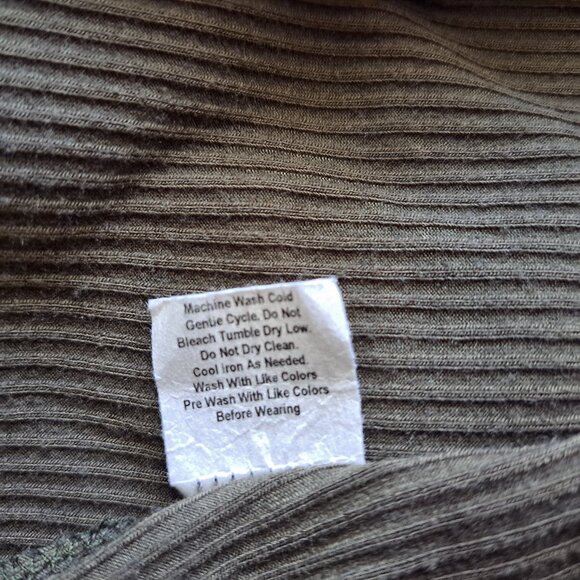 Machine Wash Cold
Gentle Cycle. Do Not
Bleach Tumble Dry Low.
Do Not Dry Clean.
Cool Iron As Needed.
Wash With Like Colors
Pre Wash With Like Colors
Before Wearing